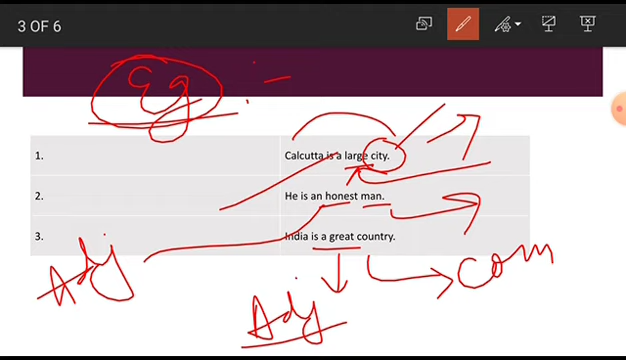 3 OF 6
Eg :-
1. Calcutta is a large city.
2. He is an honest man.
3. India is a great country.
Adj com
Adj